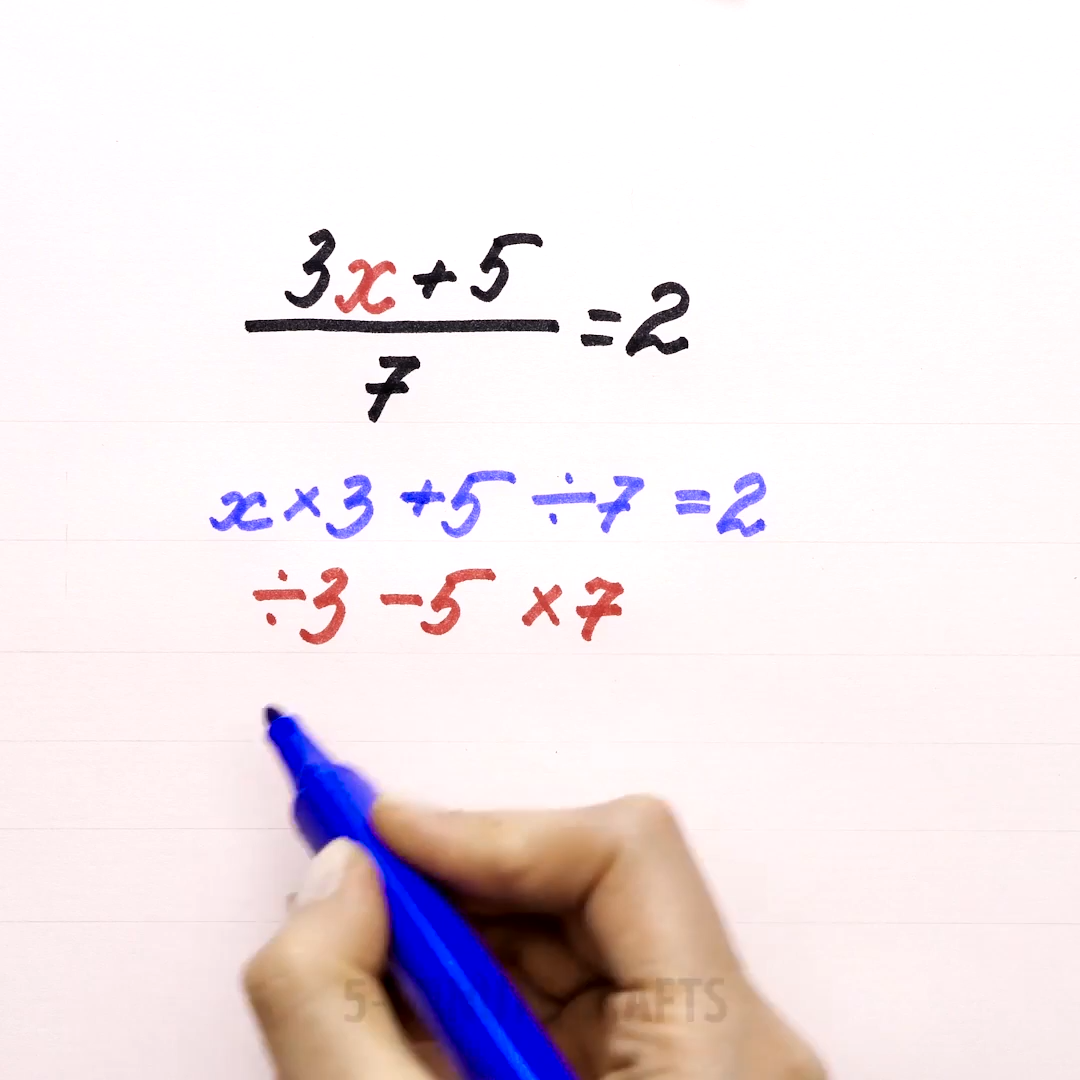 3x+5
7
=2
x×3 +5 ÷7 =2
÷3 -5 ×7